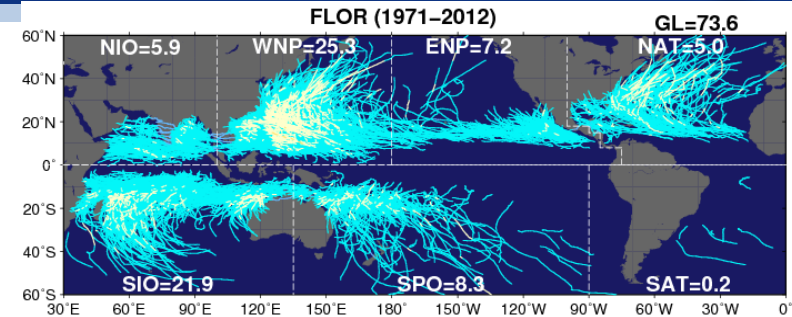 FLOR (1971−2012)
GL=73.6
60°N
NIO=5.9 WNP=25.3 ENP=7.2 NAT=5.0
40°N
20°N
0°
20°S
40°S
SIO=21.9 SPO=8.3 SAT=0.2
60°S
30°E 60°E 90°E 120°E 150°E 180° 150°W 120°W 90°W 60°W 30°W 0°